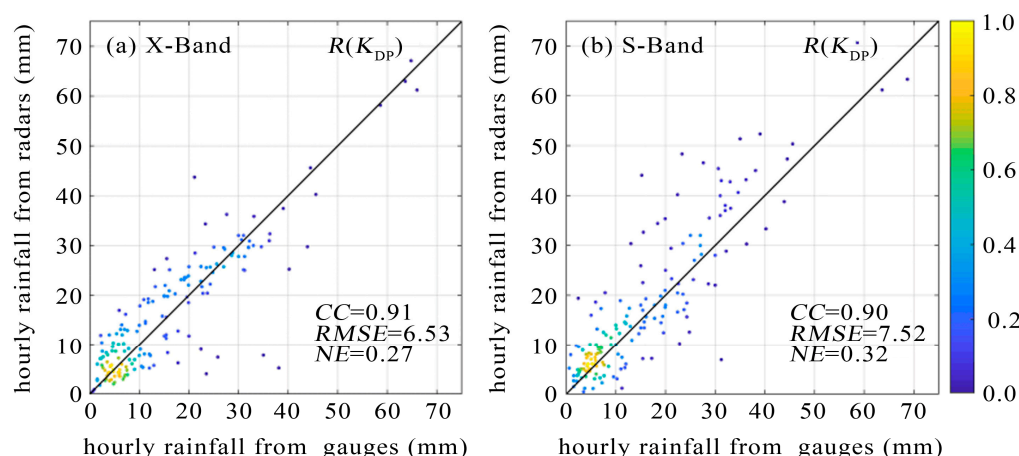 (a) X-Band R(K_DP)
hourly rainfall from radars (mm)
70
60
50
40
30
20
10
0
CC=0.91
RMSE=6.53
NE=0.27
0 10 20 30 40 50 60 70
hourly rainfall from gauges (mm)
(b) S-Band R(K_DP)
hourly rainfall from radars (mm)
70
60
50
40
30
20
10
0
CC=0.90
RMSE=7.52
NE=0.32
0 10 20 30 40 50 60 70
hourly rainfall from gauges (mm)
1.0
0.8
0.6
0.4
0.2
0.0